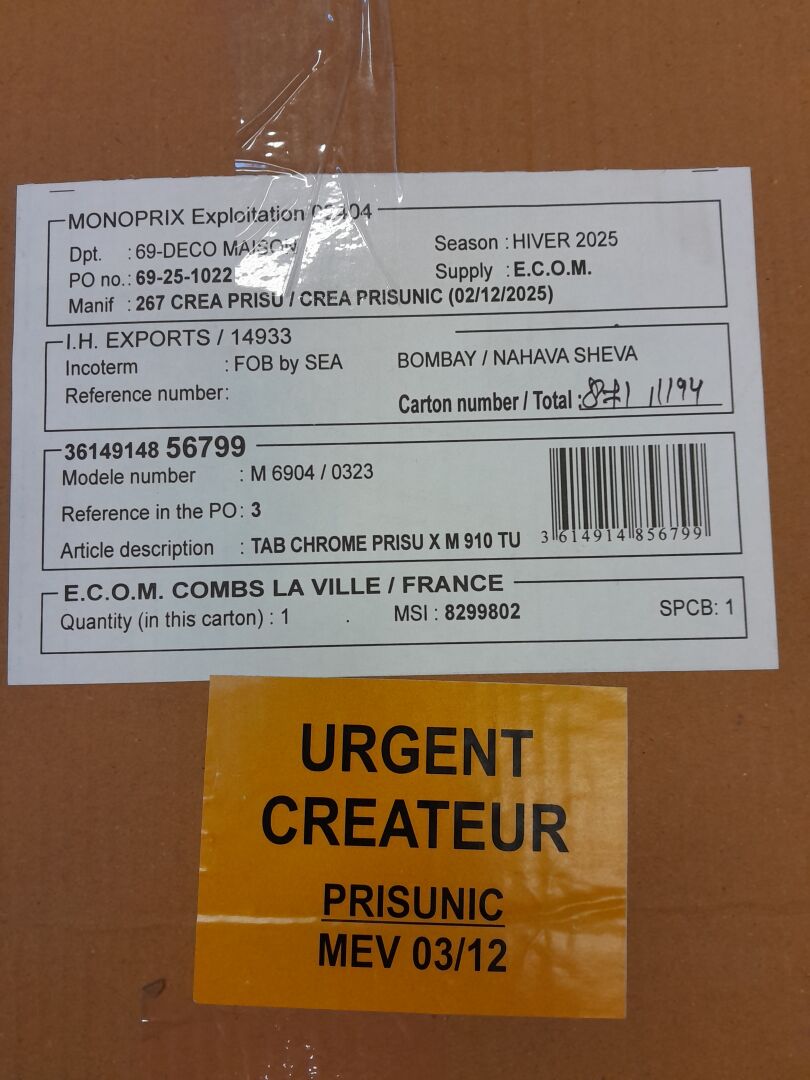 MONOPRIX Exploitation
Dpt. : 69-DECO MAISON
Season : HIVER 2025
PO no.: 69-25-1022
Supply : E.C.O.M.
Manif : 267 CREA PRISU / CREA PRISUNIC (02/12/2025)
I.H. EXPORTS / 14933
Incoterm : FOB by SEA BOMBAY / NAHAVA SHEVA
Reference number:
Carton number / Total :
36149148 56799
Modele number : M 6904 / 0323
Reference in the PO: 3
Article description : TAB CHROME PRISU X M 910 TU
3 614914 856799
E.C.O.M. COMBS LA VILLE / FRANCE
Quantity (in this carton) : 1 MSI : 8299802 SPCB: 1
URGENT
CREATEUR
PRISUNIC
MEV 03/12